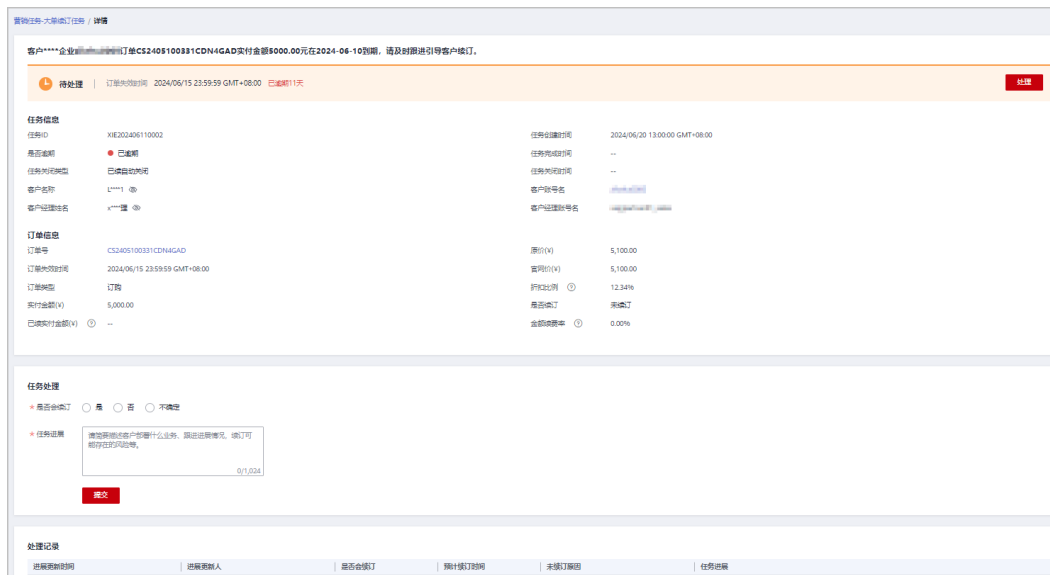 营销任务-大单续订任务 / 详情
客户****企业 订单CS2405100331CDN4GAD实付金额5000.00元在2024-06-10到期，请及时跟进引导客户续订。
待处理 订单失效时间 2024/06/15 23:59:59 GMT+08:00 已逾期11天 处理
任务信息
任务ID XIE202406110002 任务创建时间 2024/06/20 13:00:00 GMT+08:00
是否逾期 已逾期 任务完成时间 --
任务关闭类型 已续自动关闭 任务关闭时间 --
客户名称 L****1 客户账号名
客户经理姓名 x****理 客户经理账号名
订单信息
订单号 CS2405100331CDN4GAD 原价(¥) 5,100.00
订单失效时间 2024/06/15 23:59:59 GMT+08:00 官网价(¥) 5,100.00
订单类型 订购 折扣比例 12.34%
实付金额(¥) 5,000.00 是否续订 未续订
已续实付金额(¥) -- 金额续费率 0.00%
任务处理
* 是否会续订 是 否 不确定
* 任务进展 请简要描述客户部署什么业务、跟进进展情况、续订可
能存在的风险等。
0/1,024
提交
处理记录
进展更新时间 进展更新人 是否会续订 预计续订时间 未续订原因 任务进展